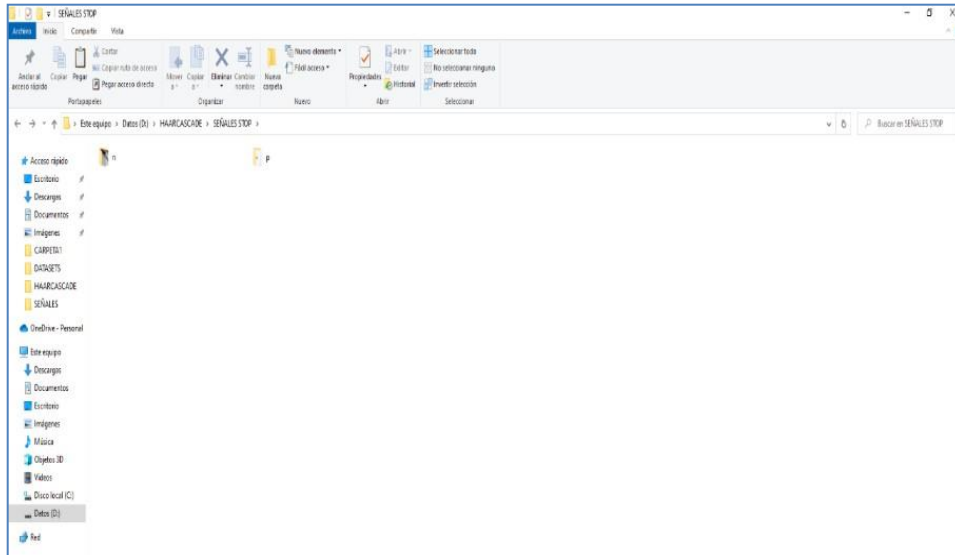 SEÑALES STOP
Archivo Inicio Compartir Vista
Anclar al acceso rápido
Copiar
Pegar
Cortar
Copiar ruta de acceso
Pegar acceso directo
Portapapeles
Mover a
Copiar a
Eliminar
Cambiar nombre
Organizar
Nueva carpeta
Nuevo elemento
Fácil acceso
Nuevo
Propiedades
Abrir
Editar
Historial
Abrir
Seleccionar todo
No seleccionar ninguno
Invertir selección
Seleccionar
Este equipo > Datos (D:) > HAARCASCADE > SEÑALES STOP >
Buscar en SEÑALES STOP
n
p
Acceso rápido
Escritorio
Descargas
Documentos
Imágenes
CARPETA1
DATASETS
HAARCASCADE
SEÑALES
OneDrive - Personal
Este equipo
Descargas
Documentos
Escritorio
Imágenes
Música
Objetos 3D
Videos
Disco local (C:)
Datos (D:)
Red